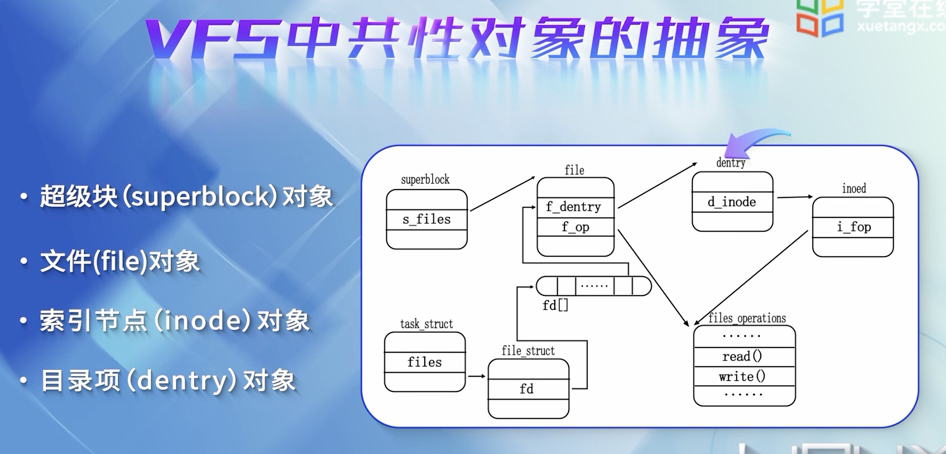 VFS中共性对象的抽象
学堂在线
xuetangx.com
• 超级块(superblock)对象
• 文件(file)对象
• 索引节点(inode)对象
• 目录项(dentry)对象
superblock
s_files
file
f_dentry
f_op
dentry
d_inode
inoed
i_fop
......
fd[]
task_struct
files
file_struct
fd
files_operations
......
read()
write()
......